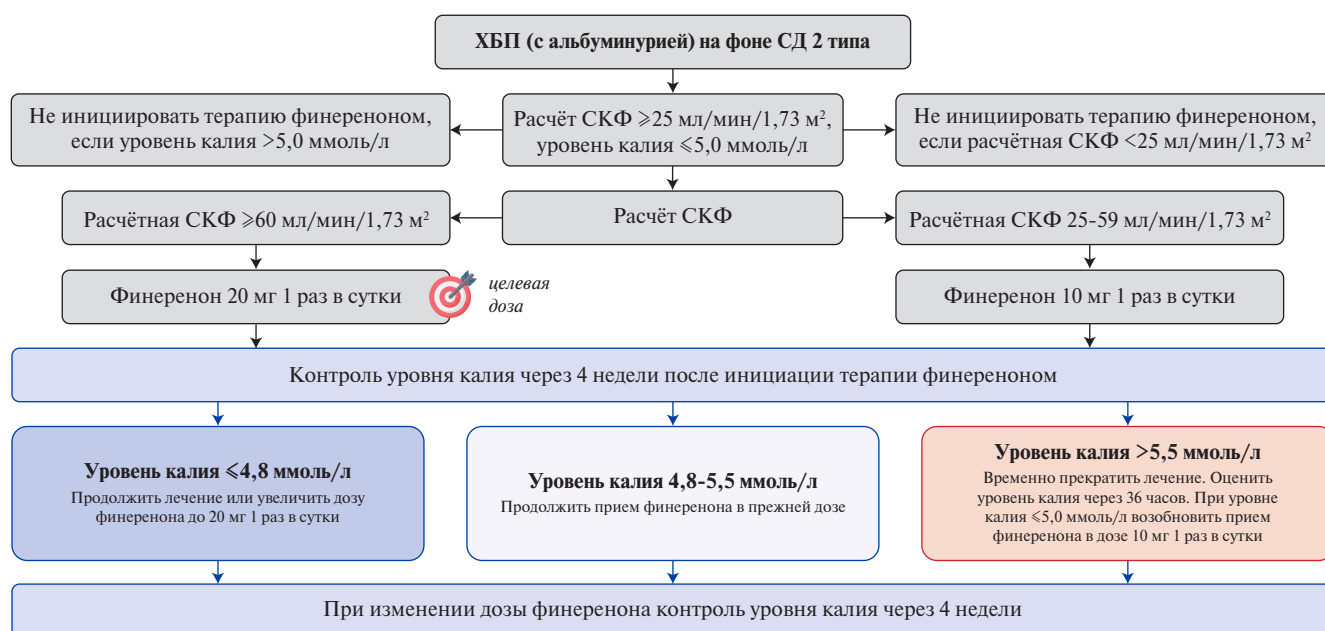 ХБП (с альбуминурией) на фоне СД 2 типа
Не инициировать терапию финереноном,
если уровень калия >5,0 ммоль/л
Расчёт СКФ ⩾25 мл/мин/1,73 м²,
уровень калия ⩽5,0 ммоль/л
Не инициировать терапию финереноном,
если расчётная СКФ <25 мл/мин/1,73 м²
Расчётная СКФ ⩾60 мл/мин/1,73 м²
Расчёт СКФ
Расчётная СКФ 25-59 мл/мин/1,73 м²
Финеренон 20 мг 1 раз в сутки
целевая
доза
Финеренон 10 мг 1 раз в сутки
Контроль уровня калия через 4 недели после инициации терапии финереноном
Уровень калия ⩽4,8 ммоль/л
Продолжить лечение или увеличить дозу
финеренона до 20 мг 1 раз в сутки
Уровень калия 4,8-5,5 ммоль/л
Продолжить прием финеренона в прежней дозе
Уровень калия >5,5 ммоль/л
Временно прекратить лечение. Оценить
уровень калия через 36 часов. При уровне
калия ⩽5,0 ммоль/л возобновить прием
финеренона в дозе 10 мг 1 раз в сутки
При изменении дозы финеренона контроль уровня калия через 4 недели